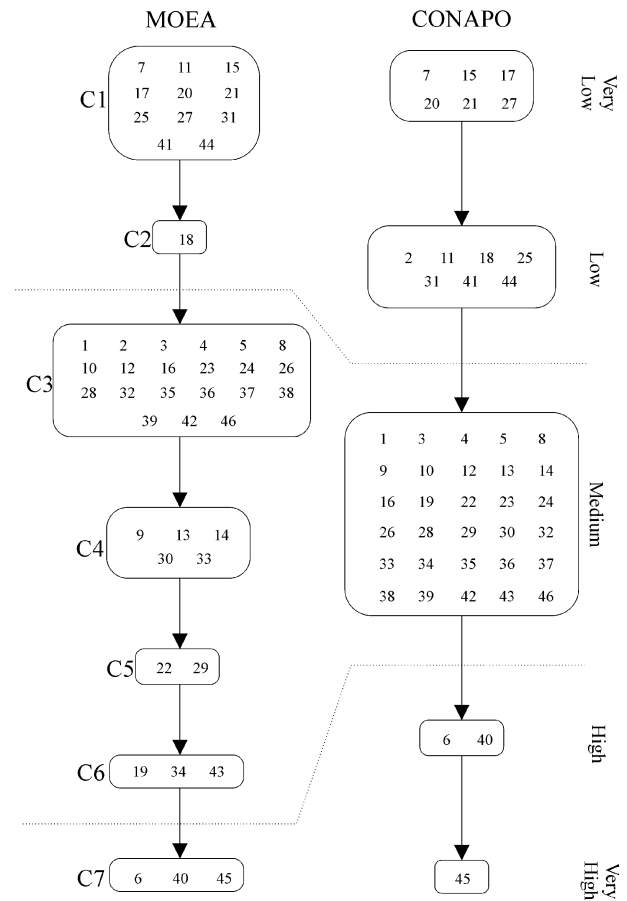 MOEA
C1
7 11 15
17 20 21
25 27 31
41 44
C2
18
C3
1 2 3 4 5 8
10 12 16 23 24 26
28 32 35 36 37 38
39 42 46
C4
9 13 14
30 33
C5
22 29
C6
19 34 43
C7
6 40 45
CONAPO
7 15 17
20 21 27
Very
Low
2 11 18 25
31 41 44
Low
1 3 4 5 8
9 10 12 13 14
16 19 22 23 24
26 28 29 30 32
33 34 35 36 37
38 39 42 43 46
Medium
6 40
High
45
Very
High